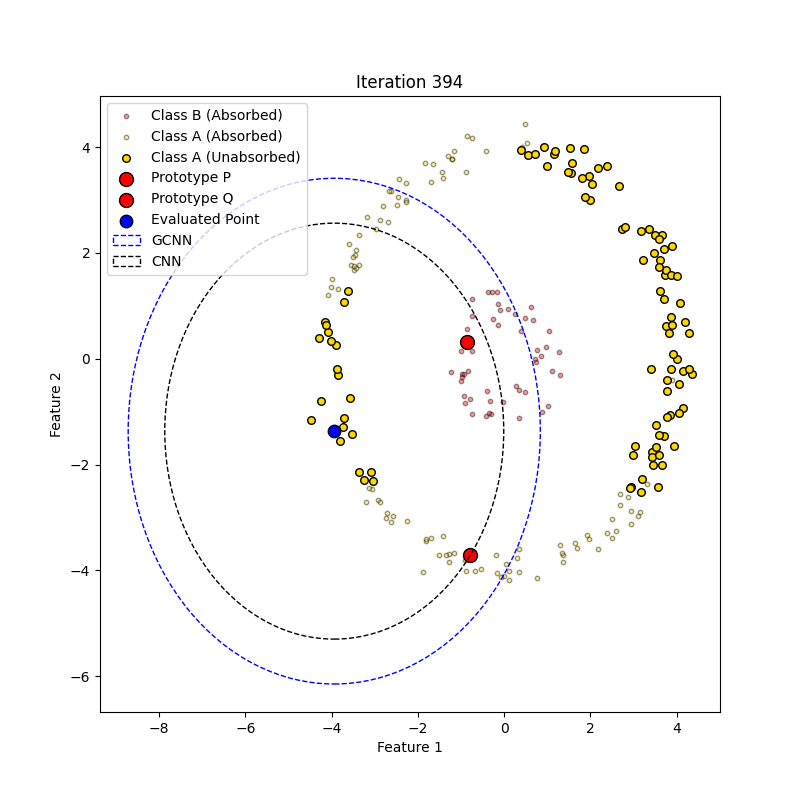 Iteration 394
Class B (Absorbed)
Class A (Absorbed)
Class A (Unabsorbed)
Prototype P
Prototype Q
Evaluated Point
GCNN
CNN
4
2
0
−2
−4
−6
Feature 2
−8
−6
−4
−2
0
2
4
Feature 1